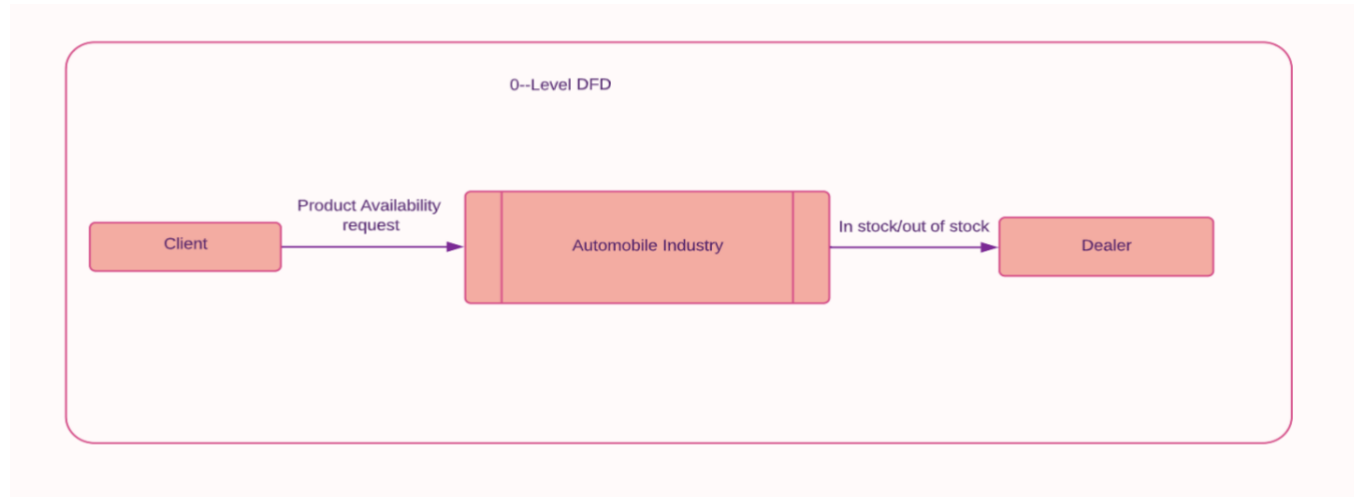 0--Level DFD
Product Availability
request
Client
Automobile Industry
In stock/out of stock
Dealer